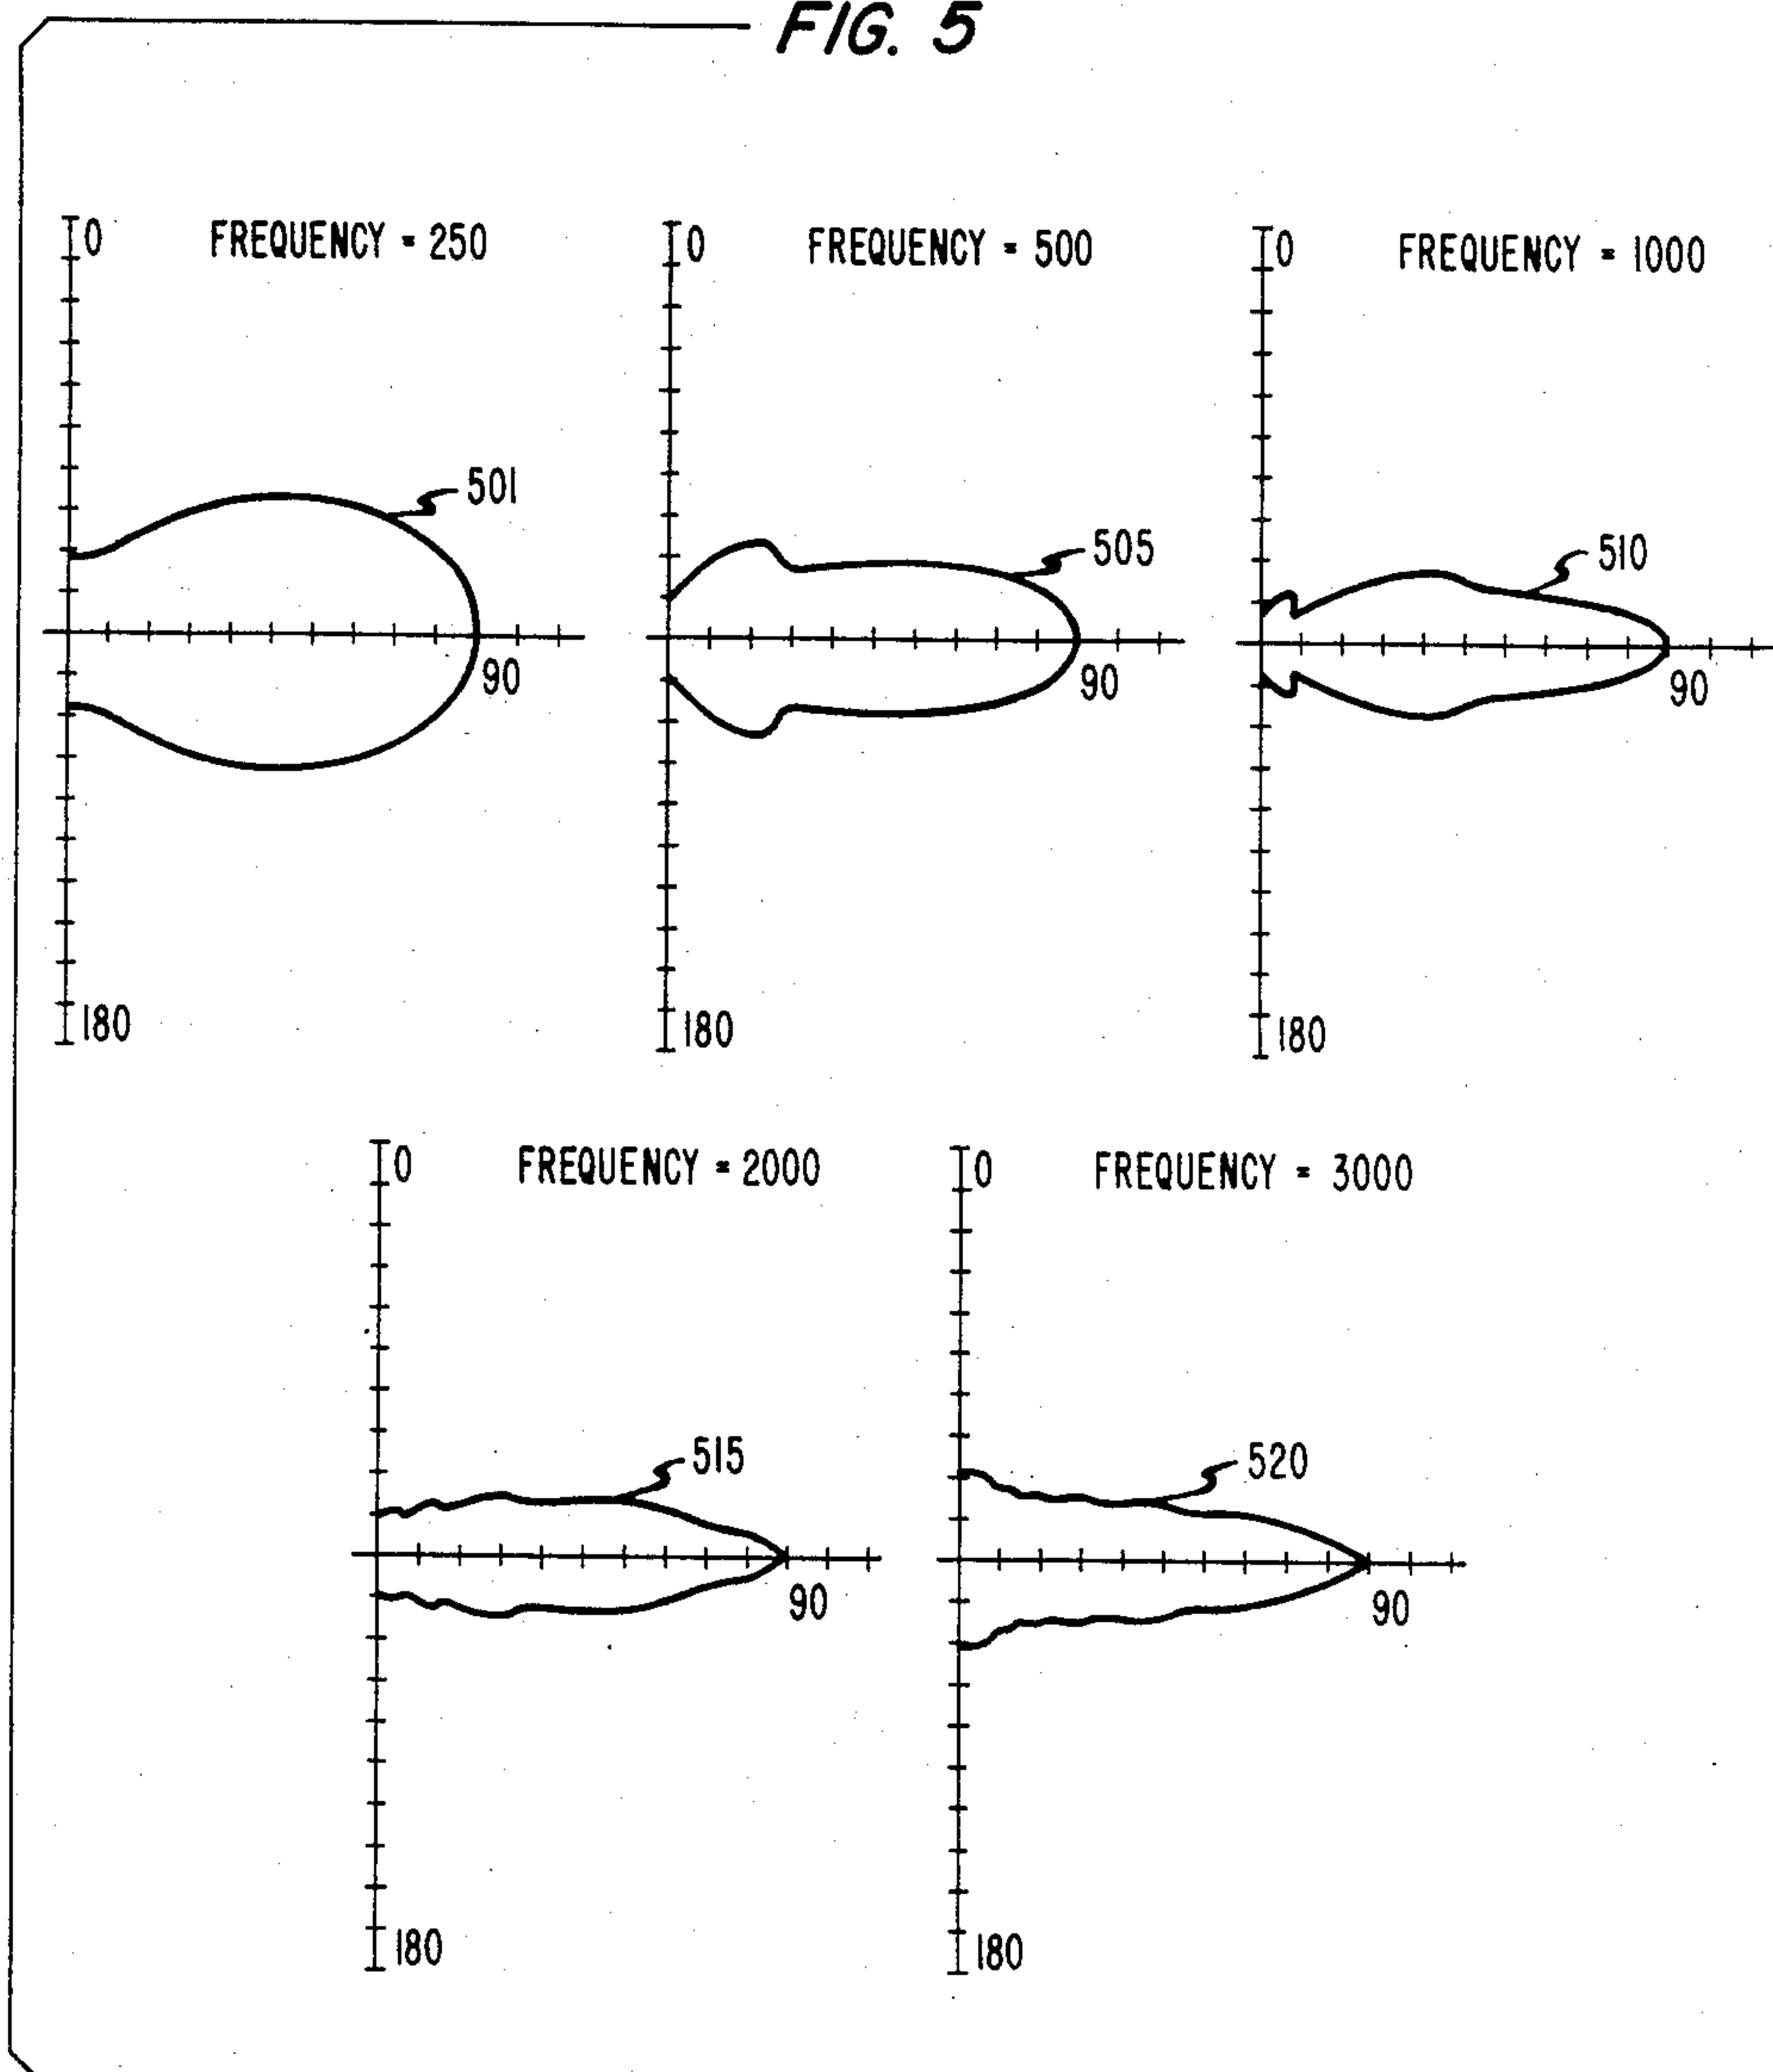 FIG. 5
0 FREQUENCY = 250
501
90
180
0 FREQUENCY = 500
505
90
180
0 FREQUENCY = 1000
510
90
180
0 FREQUENCY = 2000
515
90
180
0 FREQUENCY = 3000
520
90
180